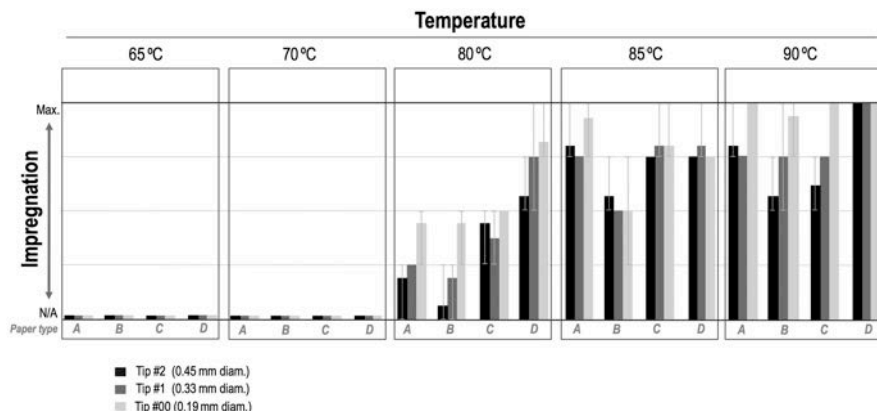 Temperature
65 ºC 70 ºC 80 ºC 85 ºC 90 ºC
Max.
Impregnation
N/A
Paper type A B C D A B C D A B C D A B C D A B C D
Tip #2 (0.45 mm diam.)
Tip #1 (0.33 mm diam.)
Tip #00 (0.19 mm diam.)